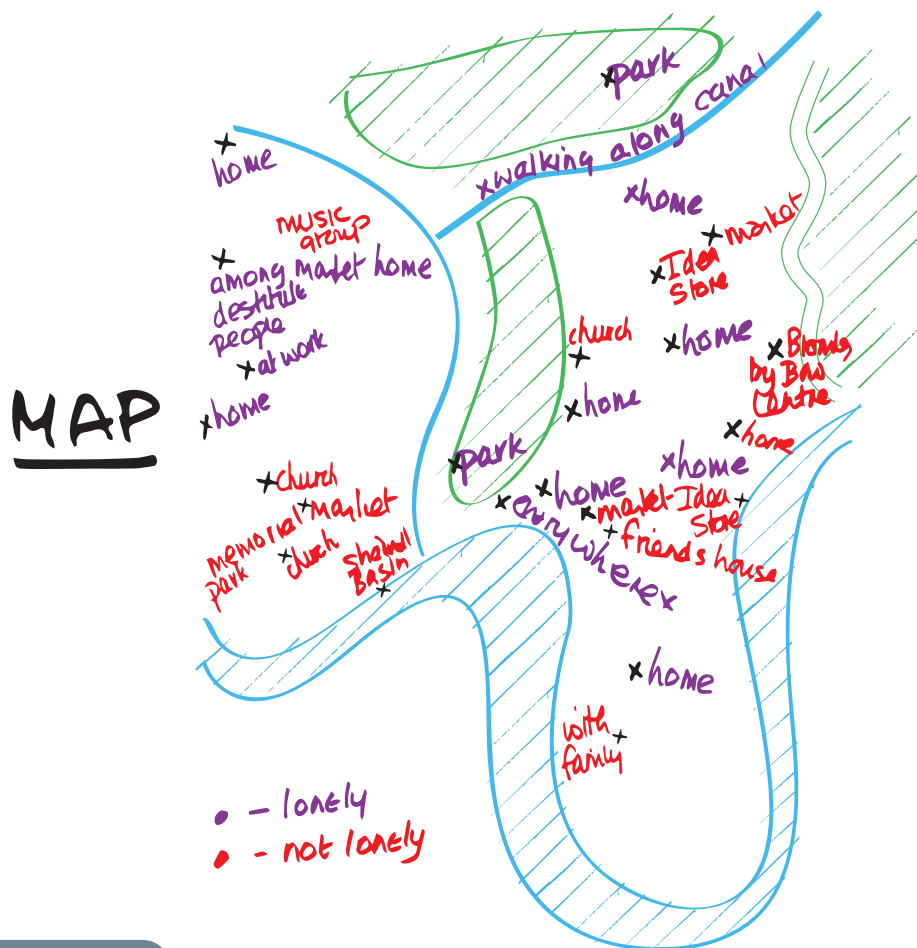 MAP
park
walking along canal
home
home
music
group
market
among market home
destitute
people
Idea
Store
at work
church
home
Bromley
by Bow
Centre
home
home
home
park
home
church
market
home
market-Idea
Store
everywhere
friends house
memorial
park
church
Shadwell
Basin
home
with
family
- lonely
- not lonely